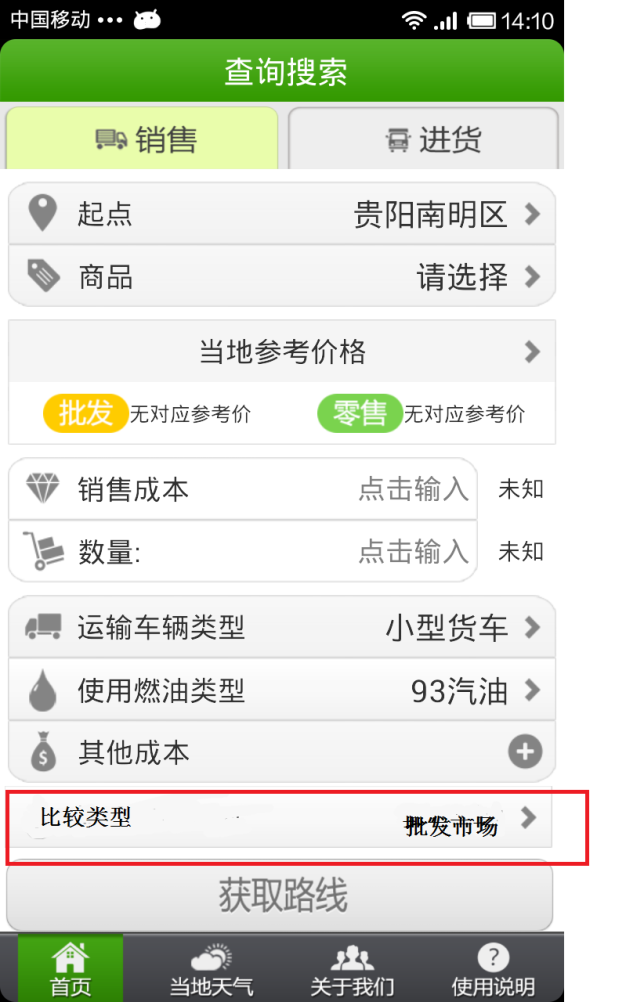 中国移动 ••• 14:10
查询搜索
销售 进货
起点 贵阳南明区
商品 请选择
当地参考价格
批发 无对应参考价 零售 无对应参考价
销售成本 点击输入 未知
数量: 点击输入 未知
运输车辆类型 小型货车
使用燃油类型 93汽油
其他成本
比较类型 批发市场
获取路线
首页 当地天气 关于我们 使用说明